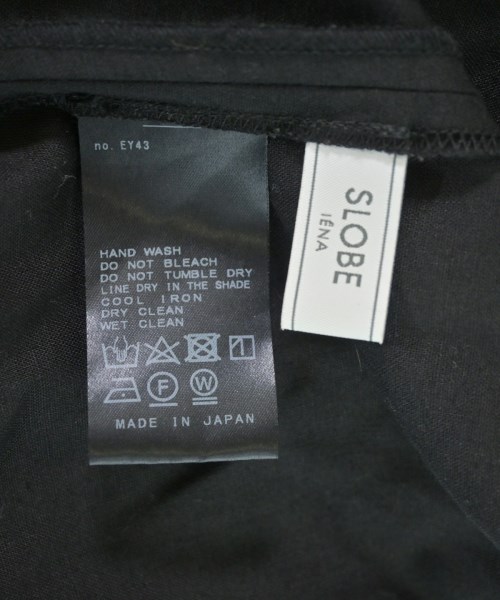 no. EY43
HAND WASH
DO NOT BLEACH
DO NOT TUMBLE DRY
LINE DRY IN THE SHADE
COOL IRON
DRY CLEAN
WET CLEAN
F W
MADE IN JAPAN
SLOBE
IÉNA